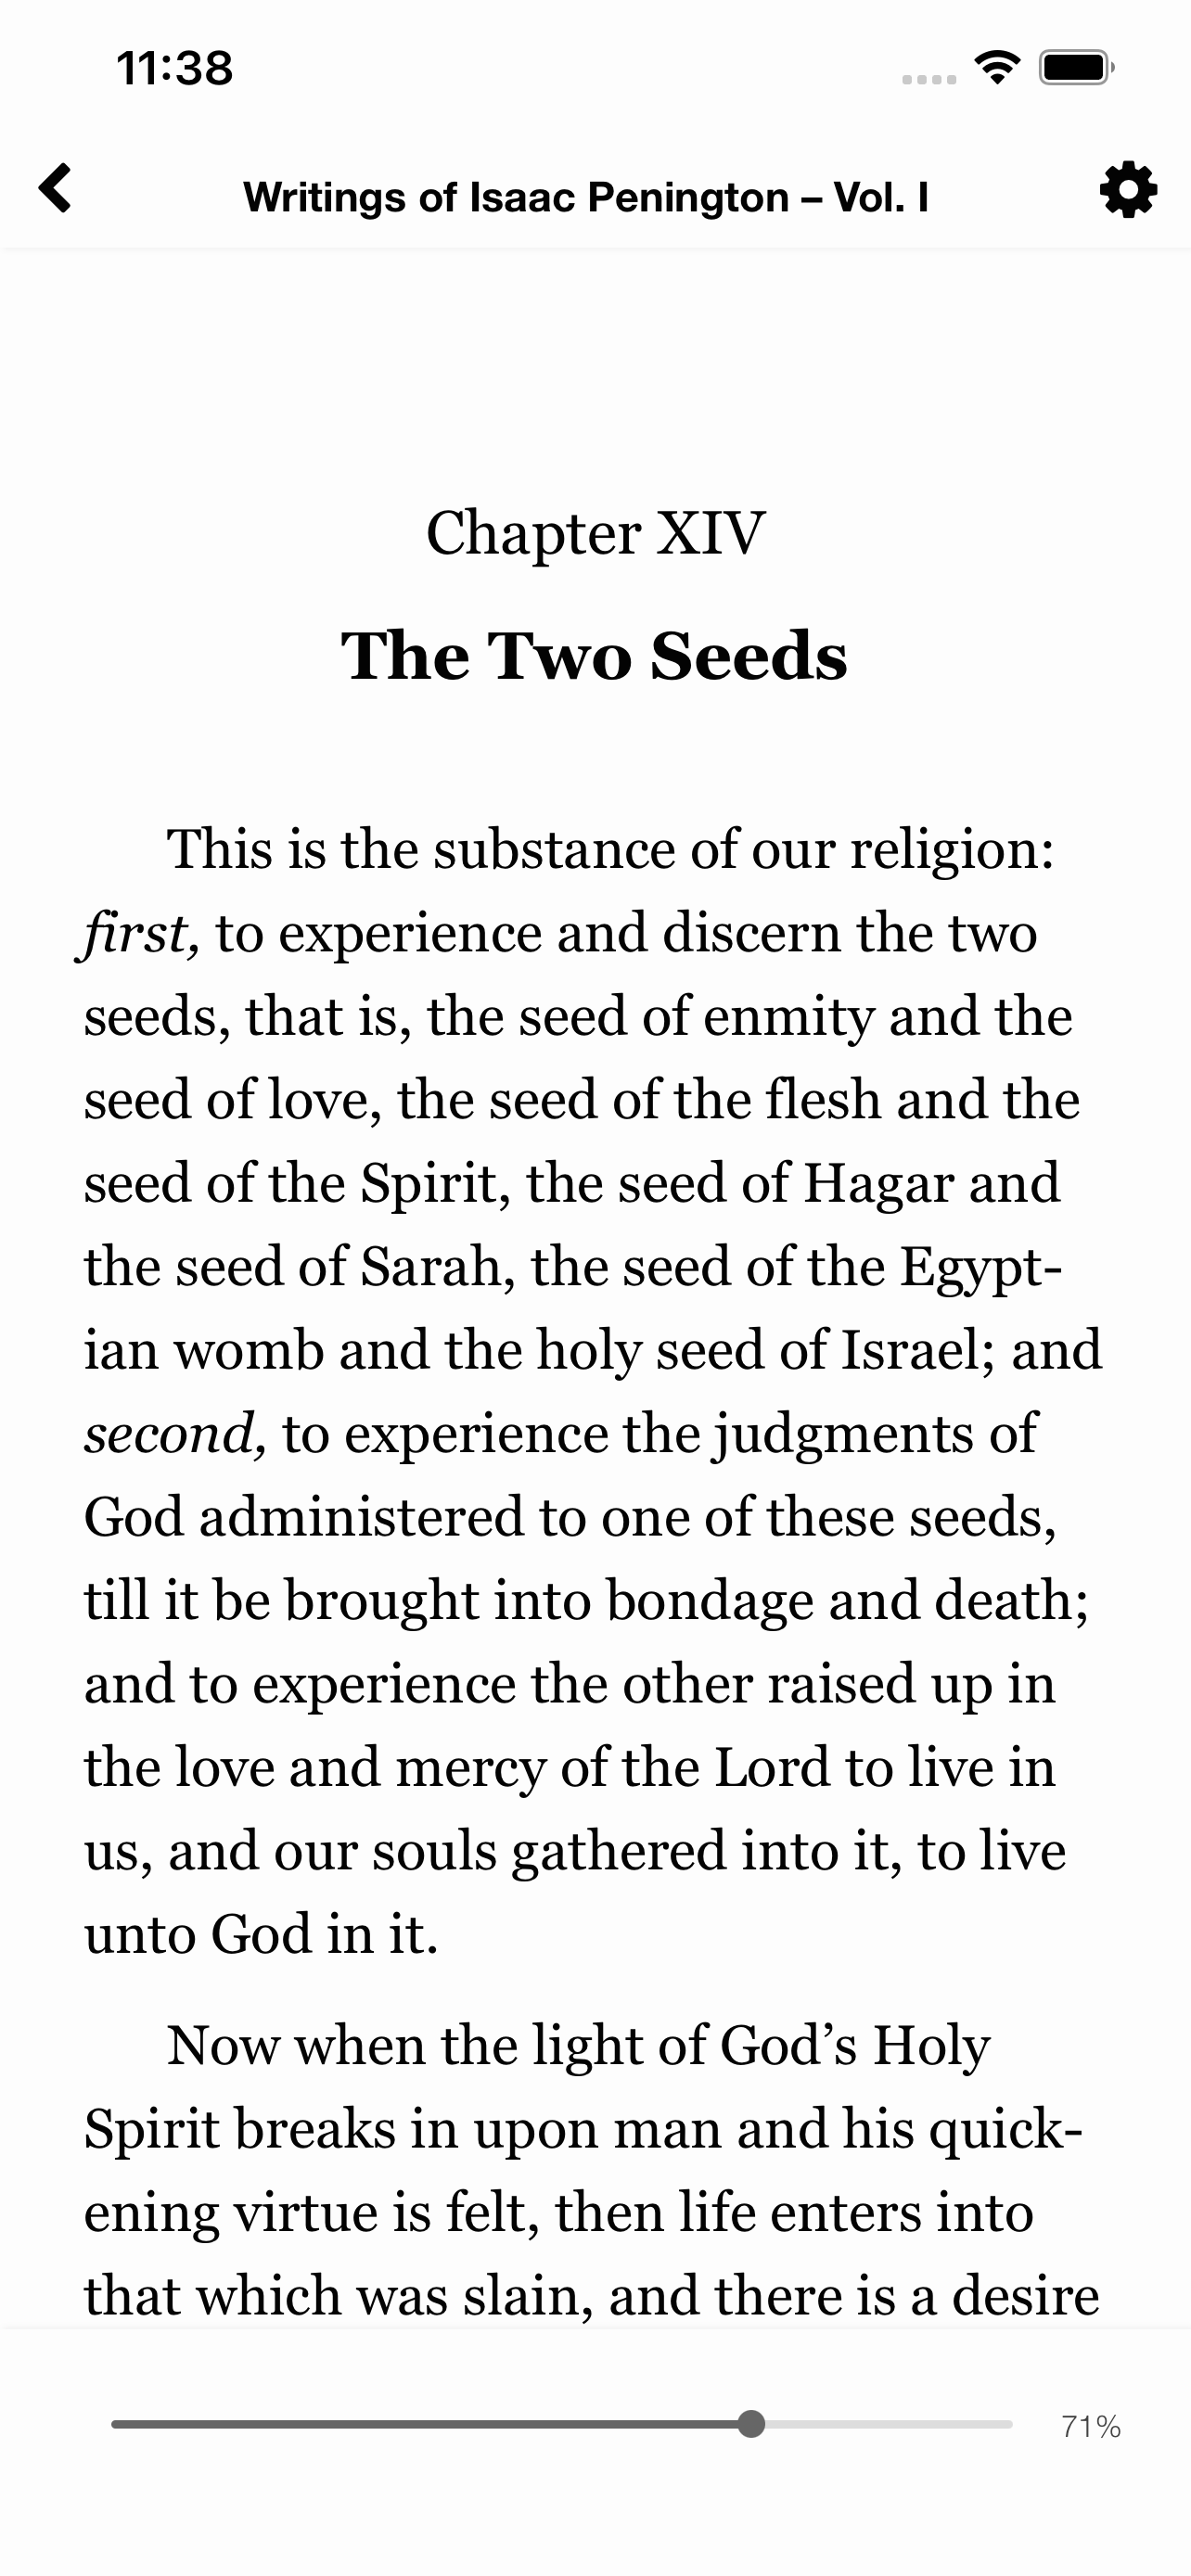 11:38
Writings of Isaac Penington – Vol. I
Chapter XIV
The Two Seeds
This is the substance of our religion:
first, to experience and discern the two
seeds, that is, the seed of enmity and the
seed of love, the seed of the flesh and the
seed of the Spirit, the seed of Hagar and
the seed of Sarah, the seed of the Egypt-
ian womb and the holy seed of Israel; and
second, to experience the judgments of
God administered to one of these seeds,
till it be brought into bondage and death;
and to experience the other raised up in
the love and mercy of the Lord to live in
us, and our souls gathered into it, to live
unto God in it.
Now when the light of God’s Holy
Spirit breaks in upon man and his quick-
ening virtue is felt, then life enters into
that which was slain, and there is a desire
71%